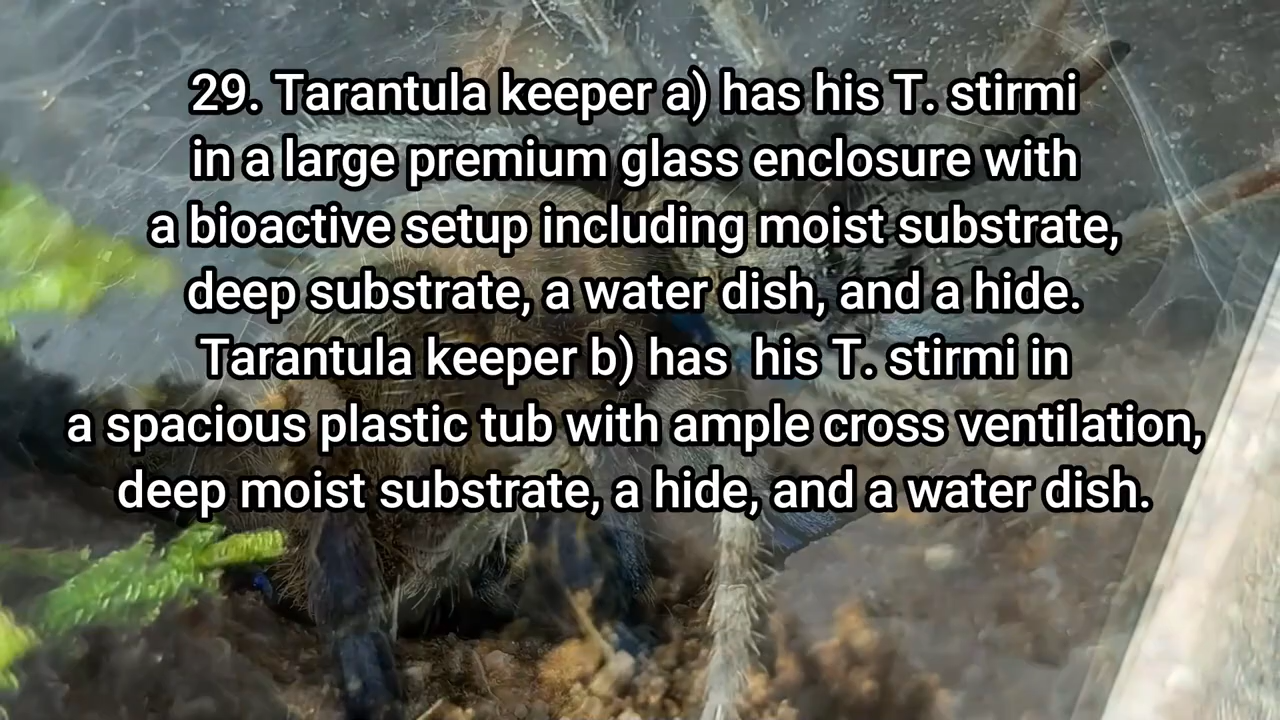 29. Tarantula keeper a) has his T. stirmi
in a large premium glass enclosure with
a bioactive setup including moist substrate,
deep substrate, a water dish, and a hide.
Tarantula keeper b) has  his T. stirmi in
a spacious plastic tub with ample cross ventilation,
deep moist substrate, a hide, and a water dish.